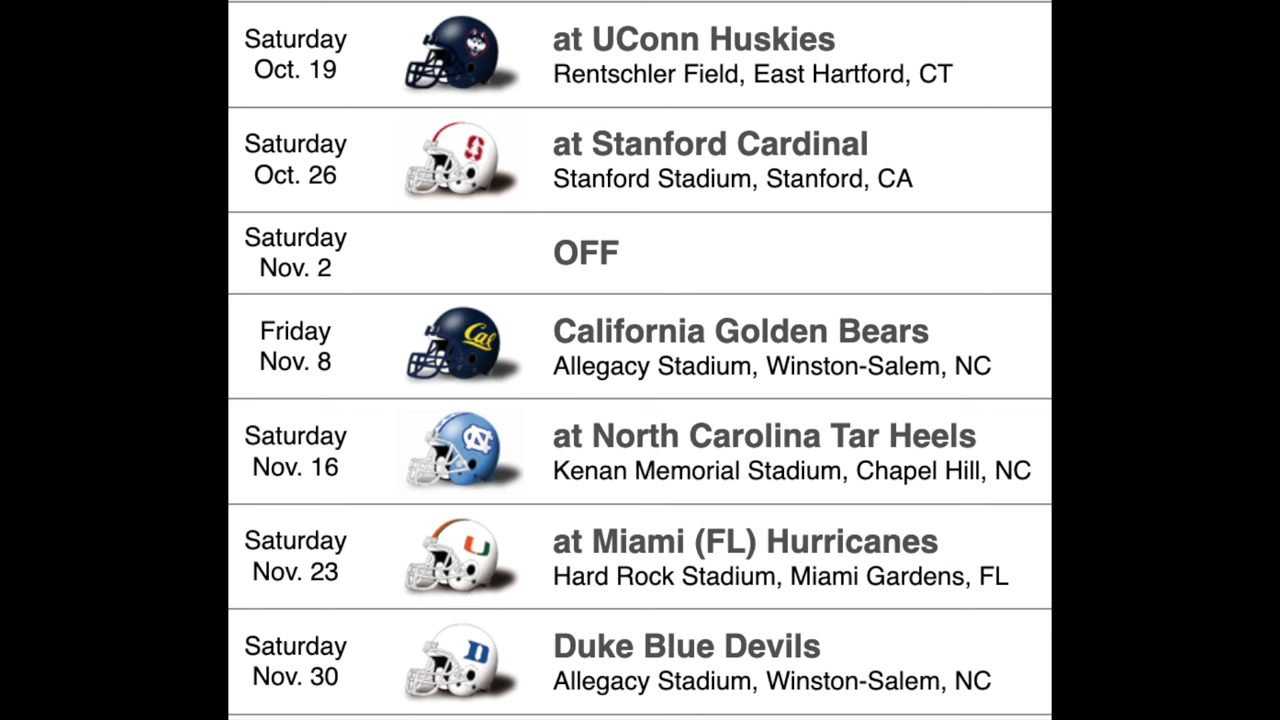 Saturday
Oct. 19
at UConn Huskies
Rentschler Field, East Hartford, CT
Saturday
Oct. 26
S
at Stanford Cardinal
Stanford Stadium, Stanford, CA
Saturday
Nov. 2
OFF
Friday
Nov. 8
Cal
California Golden Bears
Allegacy Stadium, Winston-Salem, NC
Saturday
Nov. 16
NC
at North Carolina Tar Heels
Kenan Memorial Stadium, Chapel Hill, NC
Saturday
Nov. 23
U
at Miami (FL) Hurricanes
Hard Rock Stadium, Miami Gardens, FL
Saturday
Nov. 30
D
Duke Blue Devils
Allegacy Stadium, Winston-Salem, NC